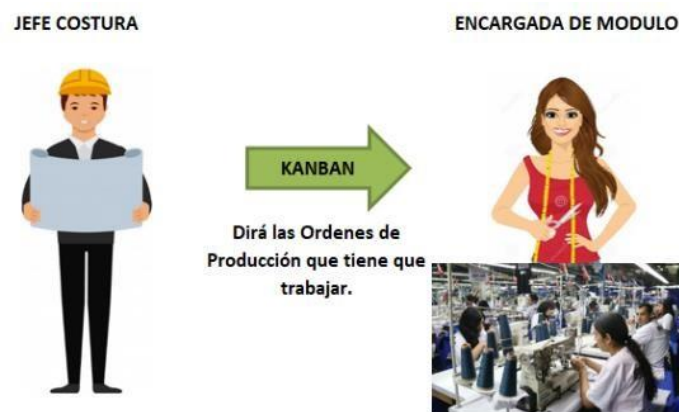 JEFE COSTURA
ENCARGADA DE MODULO
KANBAN
Dirá las Ordenes de
Producción que tiene que
trabajar.